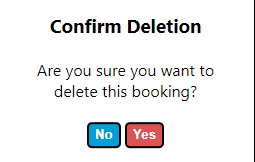 Confirm Deletion
Are you sure you want to
delete this booking?
No Yes